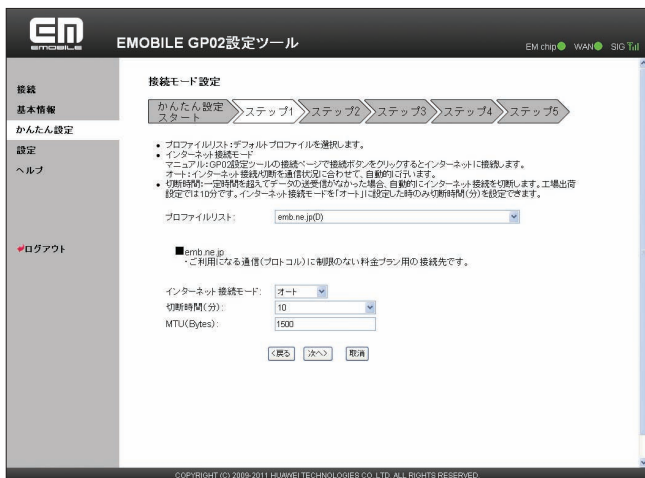 EM
EMOBILE
EMOBILE GP02設定ツール
EM chip WAN SIG
接続
基本情報
かんたん設定
設定
ヘルプ
ログアウト
接続モード設定
かんたん設定
スタート
ステップ1
ステップ2
ステップ3
ステップ4
ステップ5
• プロファイルリスト:デフォルトプロファイルを選択します。
• インターネット接続モード
マニュアル:GP02設定ツールの接続ページで接続ボタンをクリックするとインターネットに接続します。
オート:インターネット接続/切断を通信状況に合わせて、自動的に行います。
• 切断時間:一定時間を超えてデータの送受信がなかった場合、自動的にインターネット接続を切断します。工場出荷
設定では10分です。インターネット接続モードを「オート」に設定した時のみ切断時間(分)を設定できます。
プロファイルリスト: emb.ne.jp(D)
■emb.ne.jp
・ご利用になる通信(プロトコル)に制限のない料金プラン用の接続先です。
インターネット接続モード: オート
切断時間(分): 10
MTU(Bytes): 1500
<戻る 次へ> 取消
COPYRIGHT (C) 2009-2011 HUAWEI TECHNOLOGIES CO. LTD. ALL RIGHTS RESERVED.